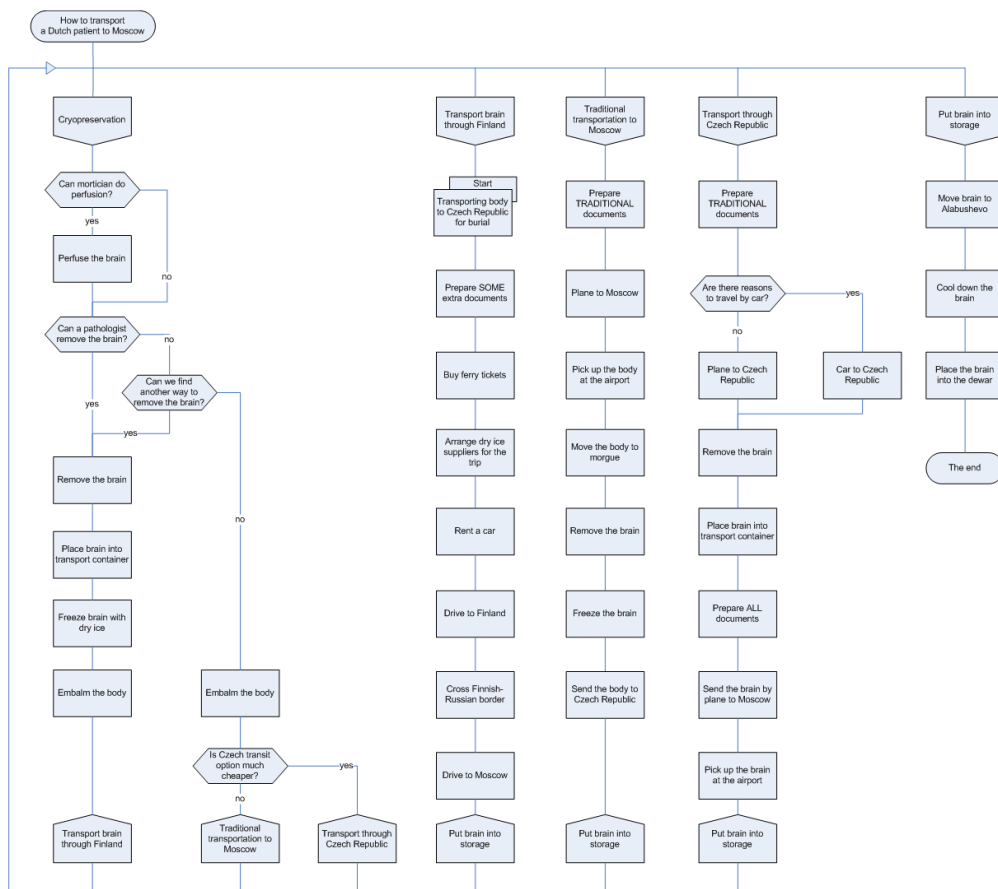 How to transport
a Dutch patient to Moscow
Cryopreservation
Can mortician do
perfusion?
yes
Perfuse the brain
no
Can a pathologist
remove the brain?
no
Can we find
another way to
remove the brain?
yes
yes
Remove the brain
no
Place brain into
transport container
Freeze brain with
dry ice
Embalm the body
Embalm the body
Is Czech transit
option much
cheaper?
yes
no
Transport brain
through Finland
Traditional
transportation to
Moscow
Transport through
Czech Republic
Transport brain
through Finland
Start
Transporting body
to Czech Republic
for burial
Prepare SOME
extra documents
Buy ferry tickets
Arrange dry ice
suppliers for the
trip
Rent a car
Drive to Finland
Cross Finnish-
Russian border
Drive to Moscow
Put brain into
storage
Traditional
transportation to
Moscow
Prepare
TRADITIONAL
documents
Plane to Moscow
Pick up the body
at the airport
Move the body to
morgue
Remove the brain
Freeze the brain
Send the body to
Czech Republic
Put brain into
storage
Transport through
Czech Republic
Prepare
TRADITIONAL
documents
Are there reasons
to travel by car?
yes
no
Plane to Czech
Republic
Car to Czech
Republic
Remove the brain
Place brain into
transport container
Prepare ALL
documents
Send the brain by
plane to Moscow
Pick up the brain
at the airport
Put brain into
storage
Put brain into
storage
Move brain to
Alabushevo
Cool down the
brain
Place the brain
into the dewar
The end